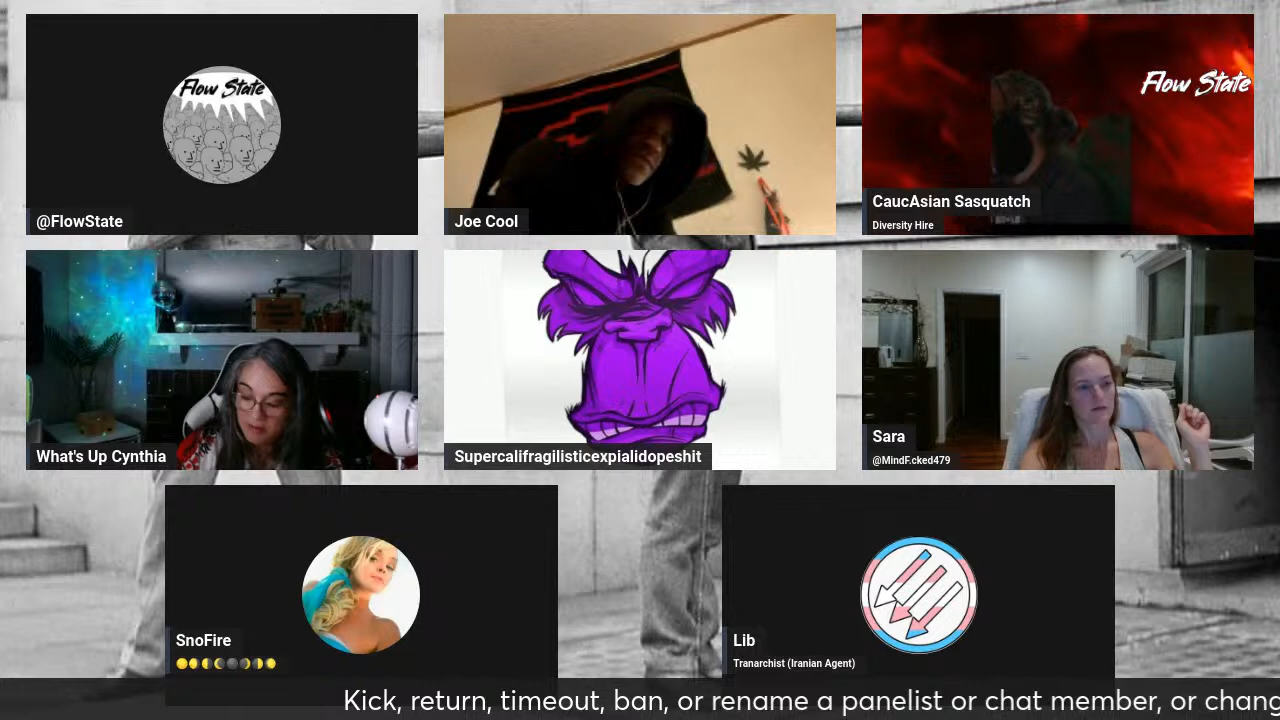 Flow State
@FlowState
Joe Cool
Flow State
CaucAsian Sasquatch
Diversity Hire
What's Up Cynthia
Supercalifragilisticexpialidopeshit
Sara
@MindF.cked479
SnoFire
🌕🌖🌗🌘🌑🌒🌓🌔
Lib
Tranarchist (Iranian Agent)
Kick, return, timeout, ban, or rename a panelist or chat member, or chang